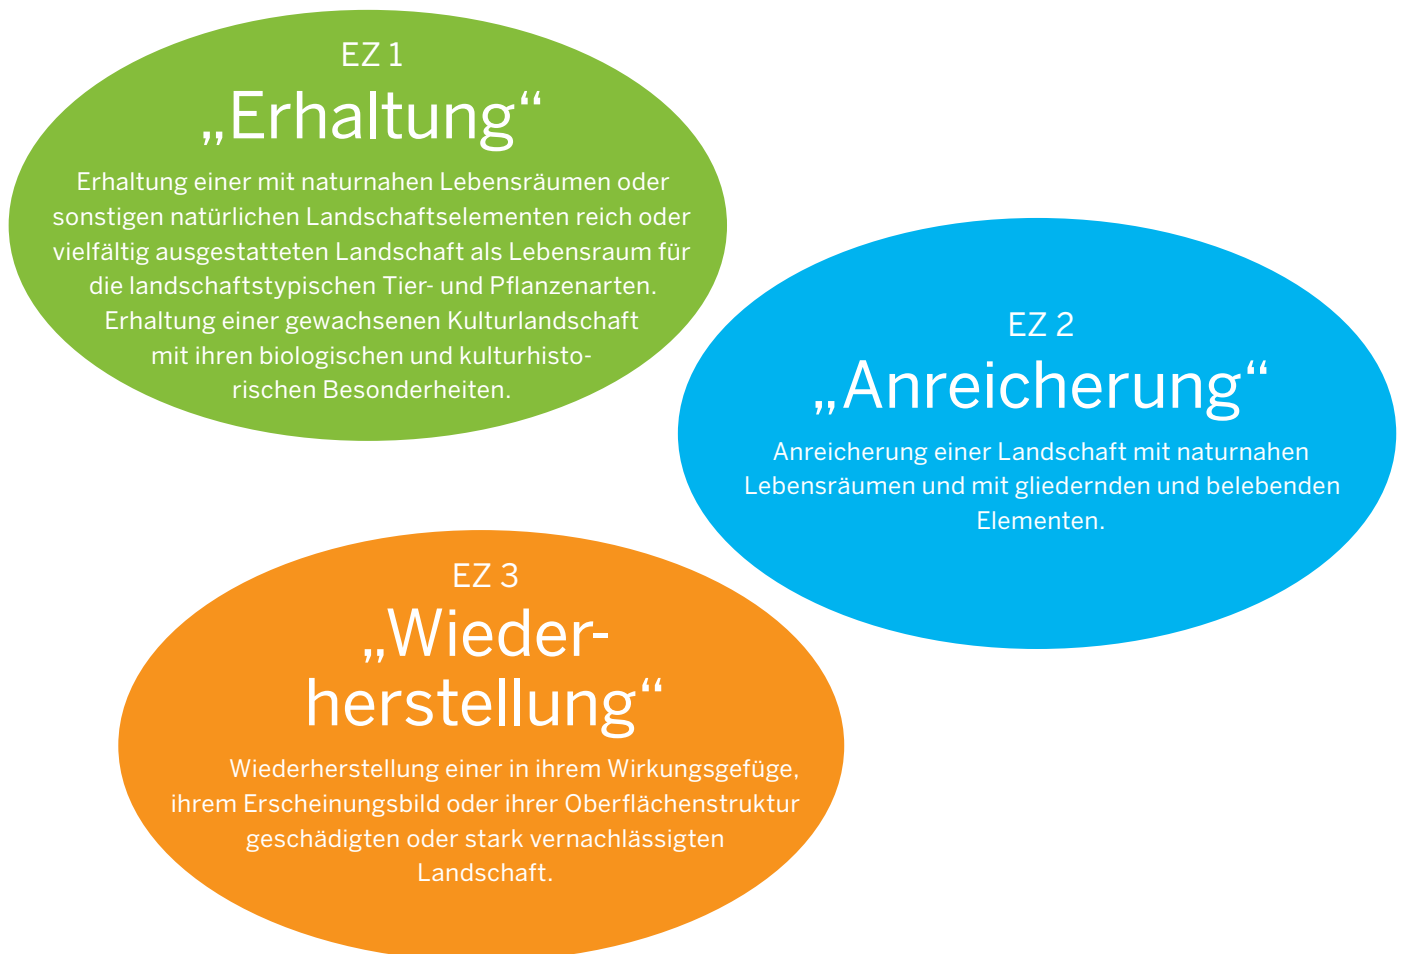 EZ 1
„Erhaltung“
Erhaltung einer mit naturnahen Lebensräumen oder
sonstigen natürlichen Landschaftselementen reich oder
vielfältig ausgestatteten Landschaft als Lebensraum für
die landschaftstypischen Tier- und Pflanzenarten.
Erhaltung einer gewachsenen Kulturlandschaft
mit ihren biologischen und kulturhisto-
rischen Besonderheiten.
EZ 2
„Anreicherung“
Anreicherung einer Landschaft mit naturnahen
Lebensräumen und mit gliedernden und belebenden
Elementen.
EZ 3
„Wieder-
herstellung“
Wiederherstellung einer in ihrem Wirkungsgefüge,
ihrem Erscheinungsbild oder ihrer Oberflächenstruktur
geschädigten oder stark vernachlässigten
Landschaft.